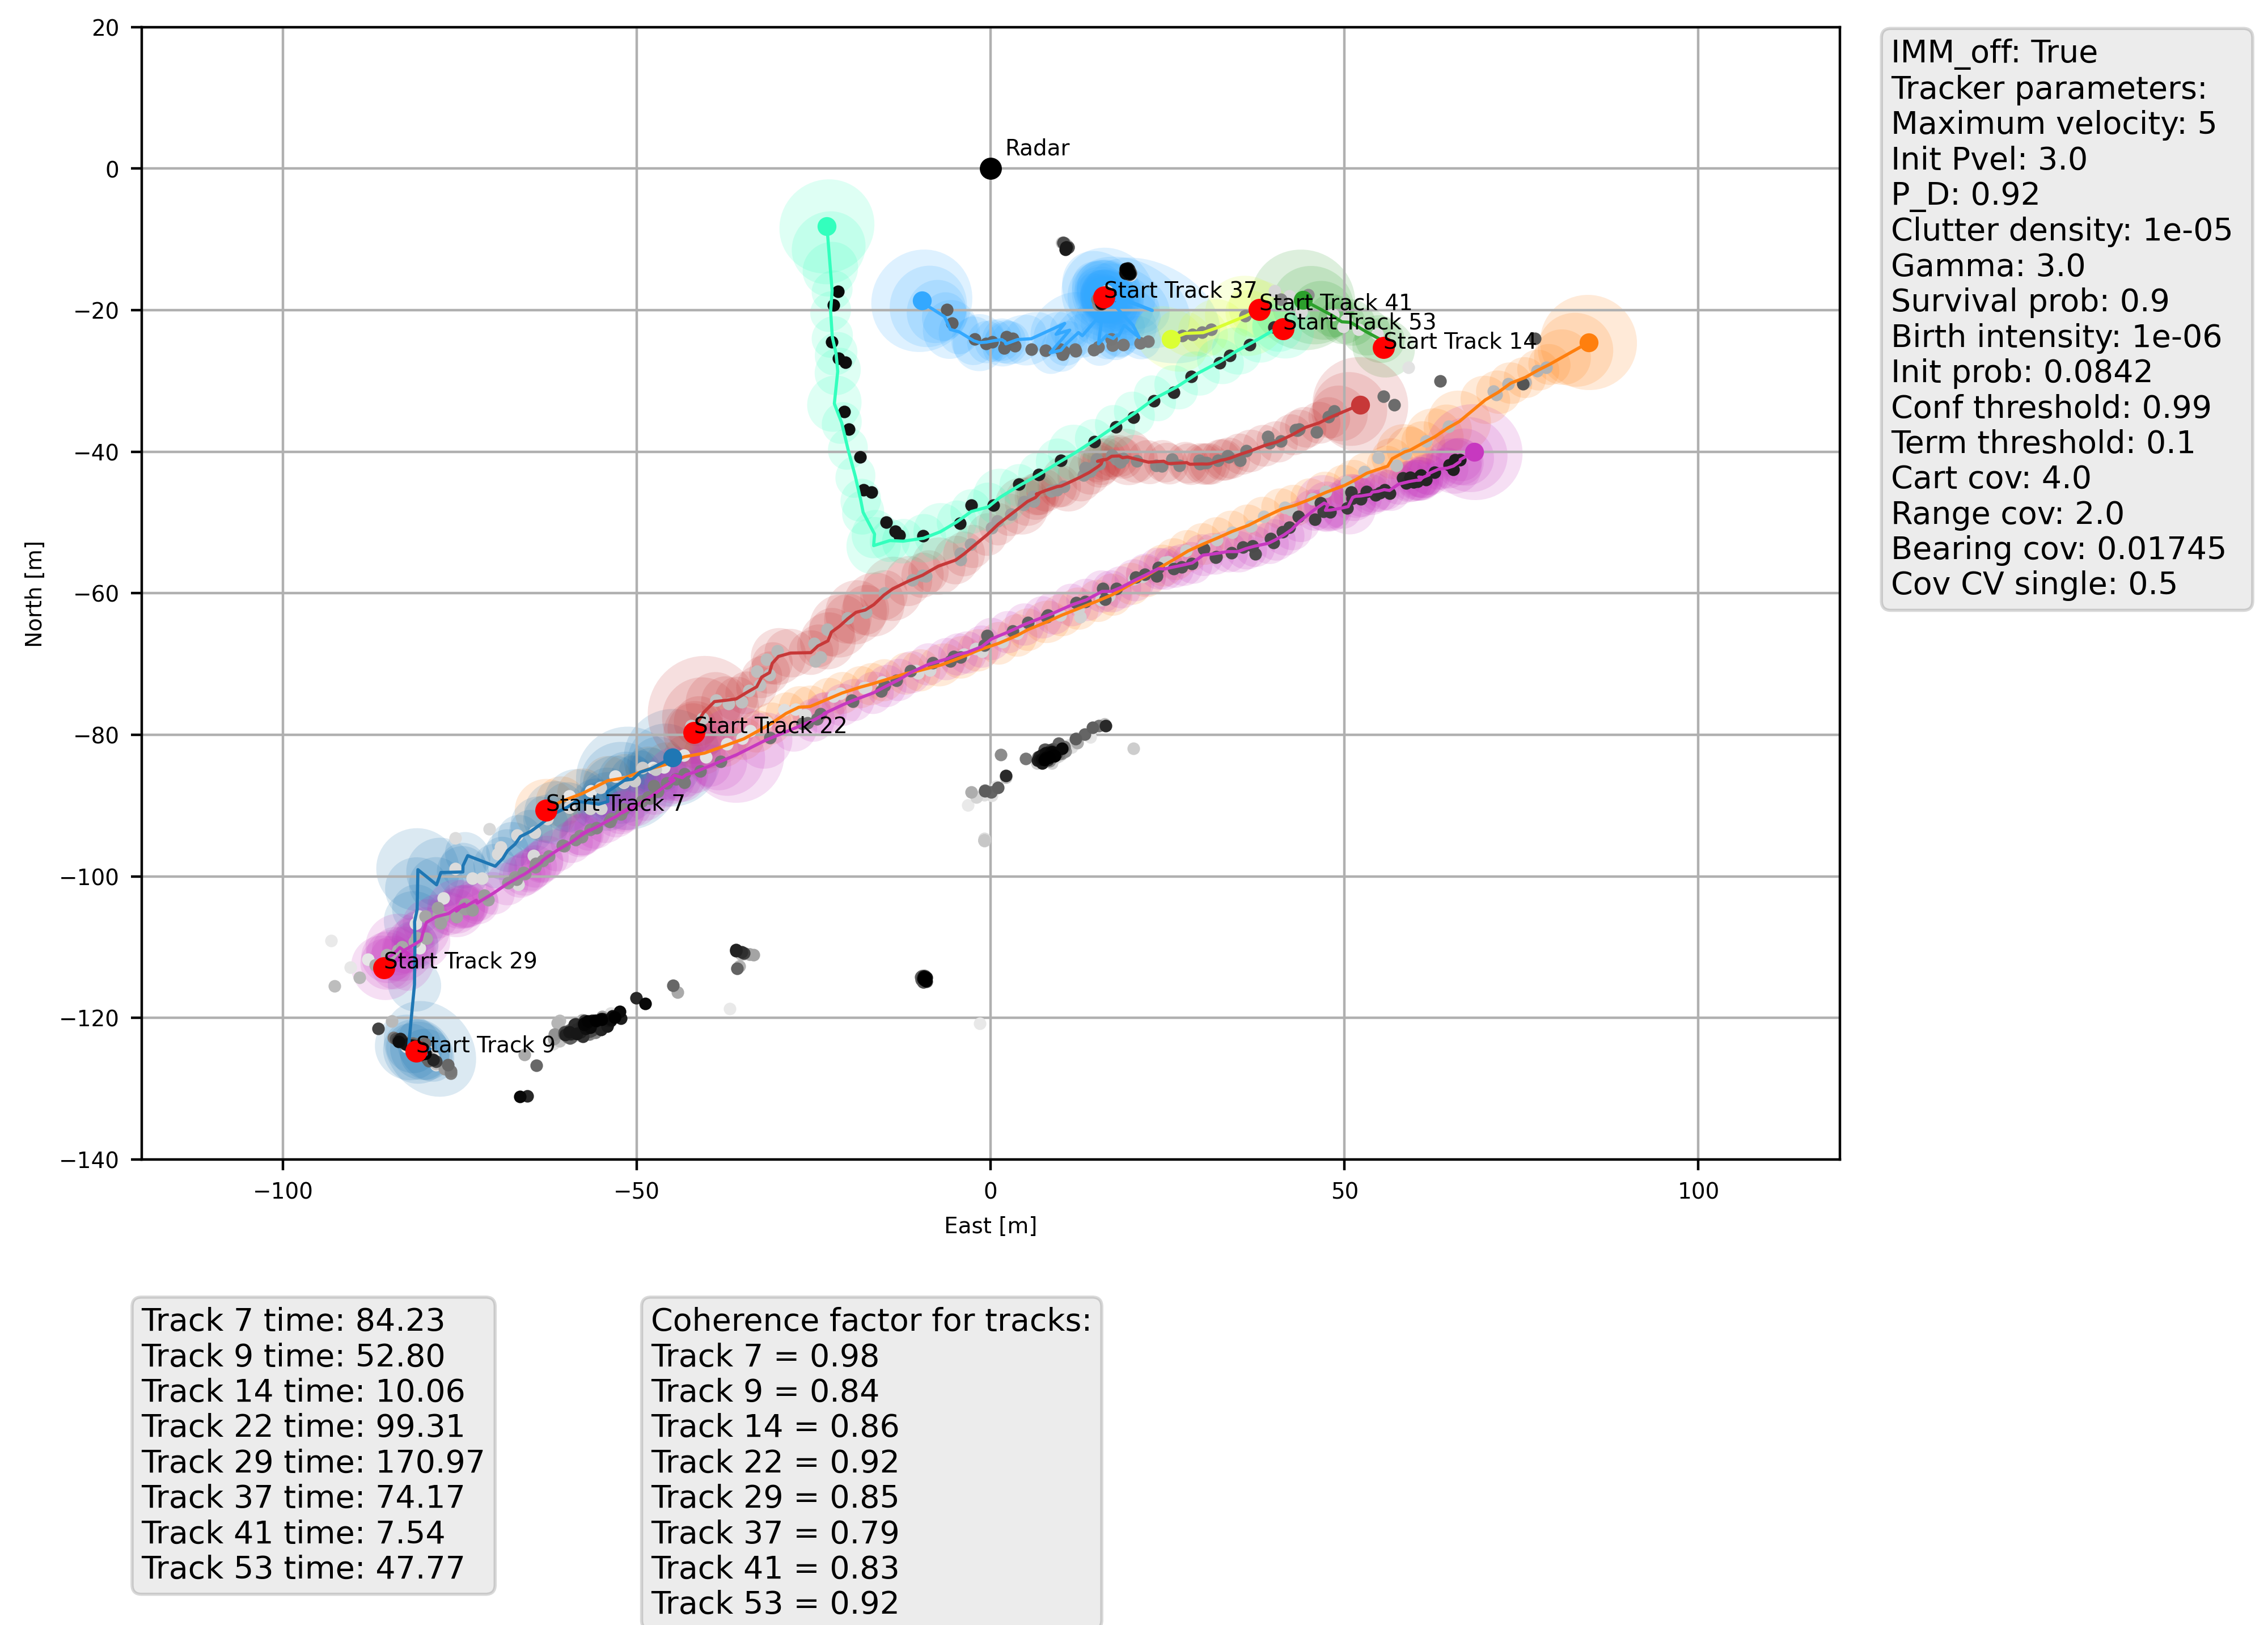 20
0
−20
−40
−60
−80
−100
−120
−140
−100
−50
0
50
100
North [m]
East [m]
Radar
Start Track 37
Start Track 41
Start Track 53
Start Track 14
Start Track 22
Start Track 7
Start Track 29
Start Track 9
IMM_off: True
Tracker parameters:
Maximum velocity: 5
Init Pvel: 3.0
P_D: 0.92
Clutter density: 1e-05
Gamma: 3.0
Survival prob: 0.9
Birth intensity: 1e-06
Init prob: 0.0842
Conf threshold: 0.99
Term threshold: 0.1
Cart cov: 4.0
Range cov: 2.0
Bearing cov: 0.01745
Cov CV single: 0.5
Track 7 time: 84.23
Track 9 time: 52.80
Track 14 time: 10.06
Track 22 time: 99.31
Track 29 time: 170.97
Track 37 time: 74.17
Track 41 time: 7.54
Track 53 time: 47.77
Coherence factor for tracks:
Track 7 = 0.98
Track 9 = 0.84
Track 14 = 0.86
Track 22 = 0.92
Track 29 = 0.85
Track 37 = 0.79
Track 41 = 0.83
Track 53 = 0.92